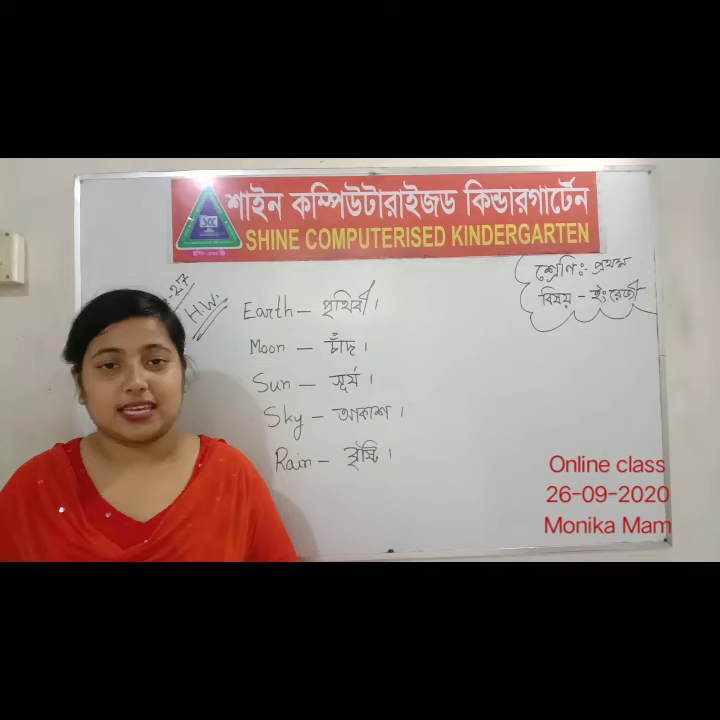 শাইন কম্পিউটারাইজড কিন্ডারগার্টেন
SHINE COMPUTERISED KINDERGARTEN
শ্রেণি:- প্রথম
বিষয় - ইংরেজী
-27
H.W.
Earth – পৃথিবী।
Moon – চাঁদ।
Sun – সূর্য।
Sky – আকাশ।
Rain – বৃষ্টি।
Online class
26-09-2020
Monika Mam